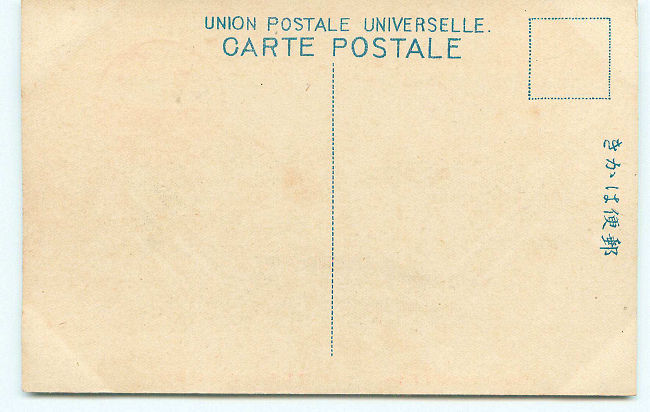 UNION POSTALE UNIVERSELLE.
CARTE POSTALE
郵便はかき